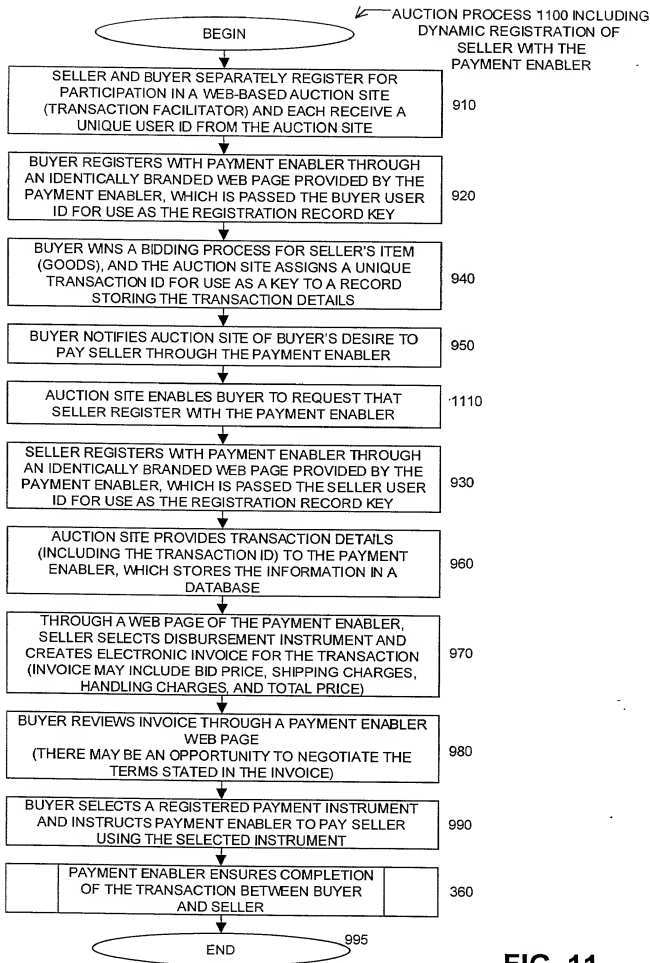 AUCTION PROCESS 1100 INCLUDING
DYNAMIC REGISTRATION OF
SELLER WITH THE
PAYMENT ENABLER
BEGIN
SELLER AND BUYER SEPARATELY REGISTER FOR
PARTICIPATION IN A WEB-BASED AUCTION SITE
(TRANSACTION FACILITATOR) AND EACH RECEIVE A
UNIQUE USER ID FROM THE AUCTION SITE
910
BUYER REGISTERS WITH PAYMENT ENABLER THROUGH
AN IDENTICALLY BRANDED WEB PAGE PROVIDED BY THE
PAYMENT ENABLER, WHICH IS PASSED THE BUYER USER
ID FOR USE AS THE REGISTRATION RECORD KEY
920
BUYER WINS A BIDDING PROCESS FOR SELLER'S ITEM
(GOODS), AND THE AUCTION SITE ASSIGNS A UNIQUE
TRANSACTION ID FOR USE AS A KEY TO A RECORD
STORING THE TRANSACTION DETAILS
940
BUYER NOTIFIES AUCTION SITE OF BUYER'S DESIRE TO
PAY SELLER THROUGH THE PAYMENT ENABLER
950
AUCTION SITE ENABLES BUYER TO REQUEST THAT
SELLER REGISTER WITH THE PAYMENT ENABLER
1110
SELLER REGISTERS WITH PAYMENT ENABLER THROUGH
AN IDENTICALLY BRANDED WEB PAGE PROVIDED BY THE
PAYMENT ENABLER, WHICH IS PASSED THE SELLER USER
ID FOR USE AS THE REGISTRATION RECORD KEY
930
AUCTION SITE PROVIDES TRANSACTION DETAILS
(INCLUDING THE TRANSACTION ID) TO THE PAYMENT
ENABLER, WHICH STORES THE INFORMATION IN A
DATABASE
960
THROUGH A WEB PAGE OF THE PAYMENT ENABLER,
SELLER SELECTS DISBURSEMENT INSTRUMENT AND
CREATES ELECTRONIC INVOICE FOR THE TRANSACTION
(INVOICE MAY INCLUDE BID PRICE, SHIPPING CHARGES,
HANDLING CHARGES, AND TOTAL PRICE)
970
BUYER REVIEWS INVOICE THROUGH A PAYMENT ENABLER
WEB PAGE
(THERE MAY BE AN OPPORTUNITY TO NEGOTIATE THE
TERMS STATED IN THE INVOICE)
980
BUYER SELECTS A REGISTERED PAYMENT INSTRUMENT
AND INSTRUCTS PAYMENT ENABLER TO PAY SELLER
USING THE SELECTED INSTRUMENT
990
PAYMENT ENABLER ENSURES COMPLETION
OF THE TRANSACTION BETWEEN BUYER
AND SELLER
360
END
995
FIG. 11